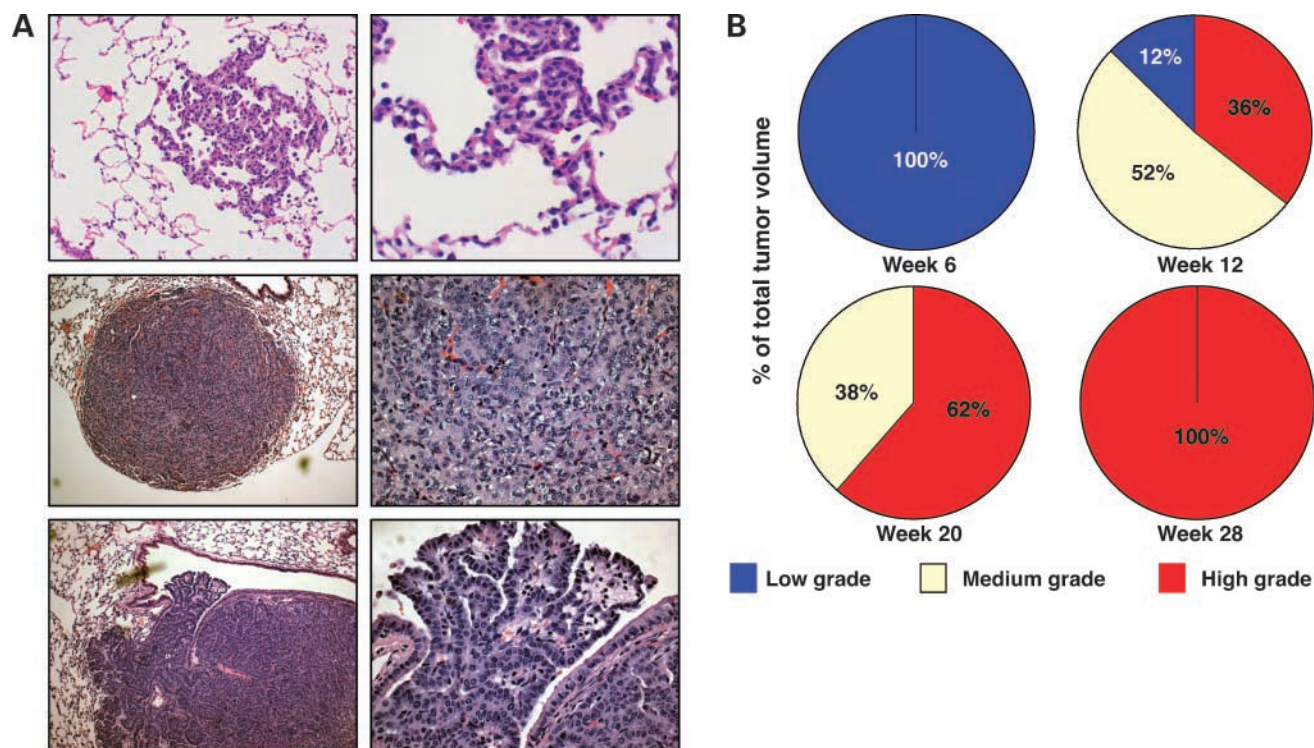 A
B
% of total tumor volume
100%
Week 6
12%
36%
52%
Week 12
38%
62%
Week 20
100%
Week 28
Low grade
Medium grade
High grade